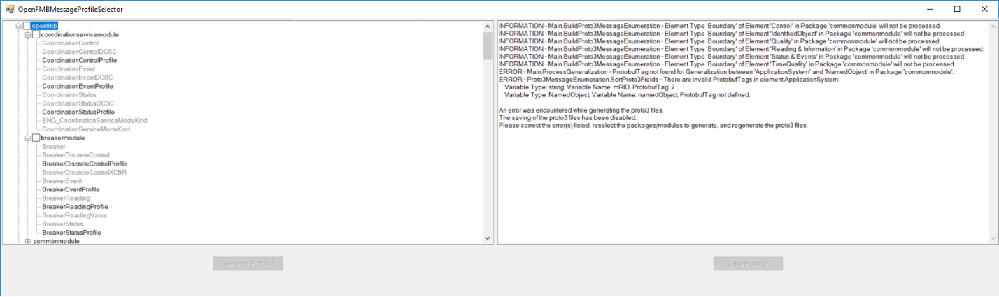 OpenFMBMessageProfileSelector
openfmb
coordinationservicemodule
CoordinationControl
CoordinationControlDCSC
CoordinationControlProfile
CoordinationEvent
CoordinationEventDCSC
CoordinationEventProfile
CoordinationStatus
CoordinationStatusDCSC
CoordinationStatusProfile
ENG_CoordinationServiceModeKind
CoordinationServiceModeKind
breakermodule
Breaker
BreakerDiscreteControl
BreakerDiscreteControlProfile
BreakerDiscreteControlXCBR
BreakerEvent
BreakerEventProfile
BreakerReading
BreakerReadingProfile
BreakerReadingValue
BreakerStatus
BreakerStatusProfile
commonmodule
INFORMATION - Main.BuildProto3MessageEnumeration - Element Type 'Boundary' of Element 'Control' in Package 'commonmodule' will not be processed.
INFORMATION - Main.BuildProto3MessageEnumeration - Element Type 'Boundary' of Element 'IdentifiedObject' in Package 'commonmodule' will not be processed.
INFORMATION - Main.BuildProto3MessageEnumeration - Element Type 'Boundary' of Element 'Quality' in Package 'commonmodule' will not be processed.
INFORMATION - Main.BuildProto3MessageEnumeration - Element Type 'Boundary' of Element 'Reading & Information' in Package 'commonmodule' will not be processed.
INFORMATION - Main.BuildProto3MessageEnumeration - Element Type 'Boundary' of Element 'Status & Events' in Package 'commonmodule' will not be processed.
INFORMATION - Main.BuildProto3MessageEnumeration - Element Type 'Boundary' of Element 'TimeQuality' in Package 'commonmodule' will not be processed.
ERROR - Main.ProcessGeneralization - ProtobufTag not found for Generalization between 'ApplicationSystem' and 'NamedObject' in Package 'commonmodule'.
ERROR - Proto3MessageEnumeration.SortProto3Fields - There are invalid ProtobufTags in element ApplicationSystem:
Variable Type: string, Variable Name: mRID, ProtobufTag: 2
Variable Type: NamedObject, Variable Name: namedObject, ProtobufTag not defined.
An error was encountered while generating the proto3 files.
The saving of the proto3 files has been disabled.
Please correct the error(s) listed, reselect the packages/modules to generate, and regenerate the proto3 files.
Generate Protobuf
Save Protobuf